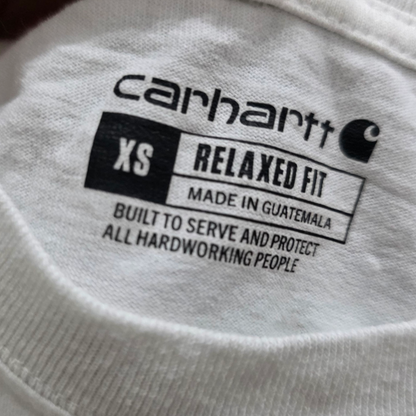 carhartt
XS
RELAXED FIT
MADE IN GUATEMALA
BUILT TO SERVE AND PROTECT
ALL HARDWORKING PEOPLE